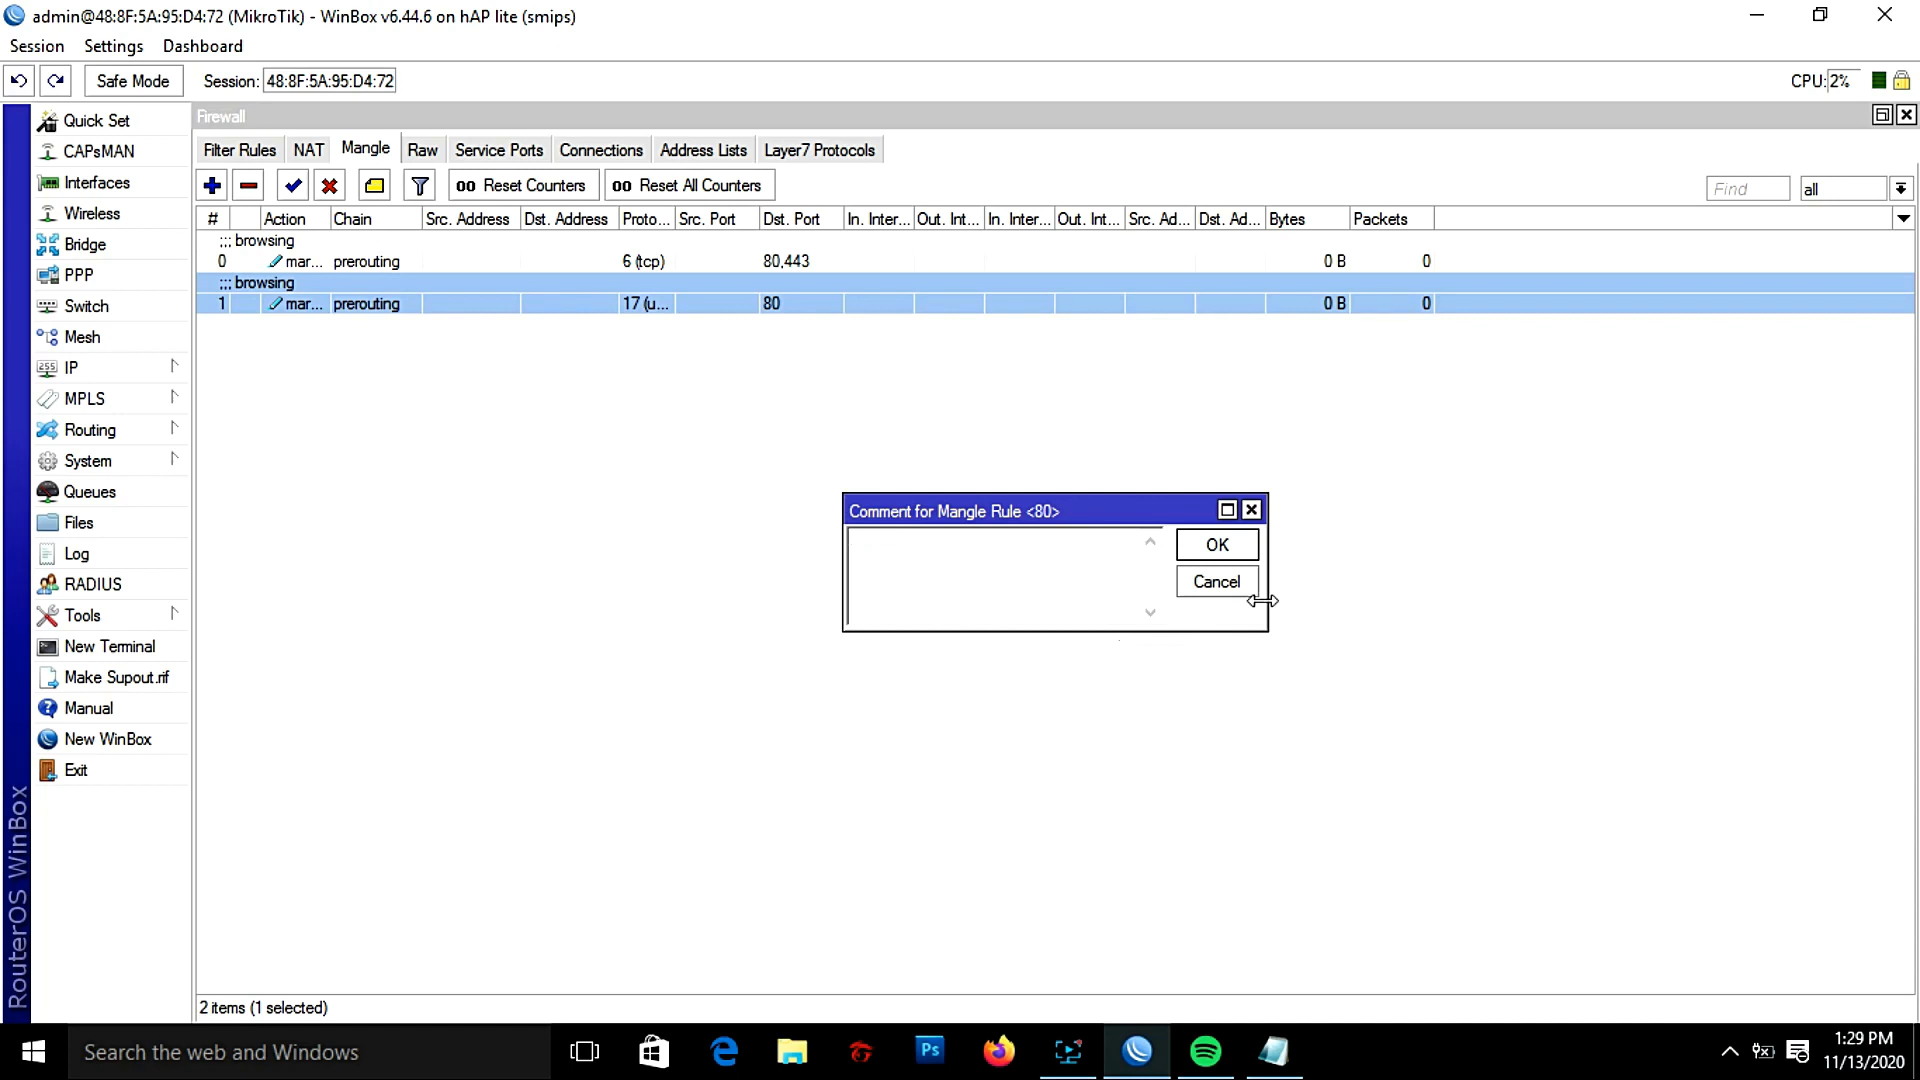 admin@48:8F:5A:95:D4:72 (MikroTik) - WinBox v6.44.6 on hAP lite (smips)
Session Settings Dashboard
Safe Mode Session: 48:8F:5A:95:D4:72 CPU: 2%
Firewall
Filter Rules NAT Mangle Raw Service Ports Connections Address Lists Layer7 Protocols
00 Reset Counters 00 Reset All Counters Find all
# Action Chain Src. Address Dst. Address Proto... Src. Port Dst. Port In. Inter... Out. Int... In. Inter... Out. Int... Src. Ad... Dst. Ad... Bytes Packets
;;; browsing
0 mar... prerouting 6 (tcp) 80,443 0 B 0
;;; browsing
1 mar... prerouting 17 (u... 80 0 B 0
Quick Set
CAPsMAN
Interfaces
Wireless
Bridge
PPP
Switch
Mesh
255 IP
MPLS
Routing
System
Queues
Files
Log
RADIUS
Tools
New Terminal
Make Supout.rif
Manual
New WinBox
Exit
RouterOS WinBox
Comment for Mangle Rule <80>
OK
Cancel
2 items (1 selected)
Search the web and Windows
Ps
1:29 PM
11/13/2020